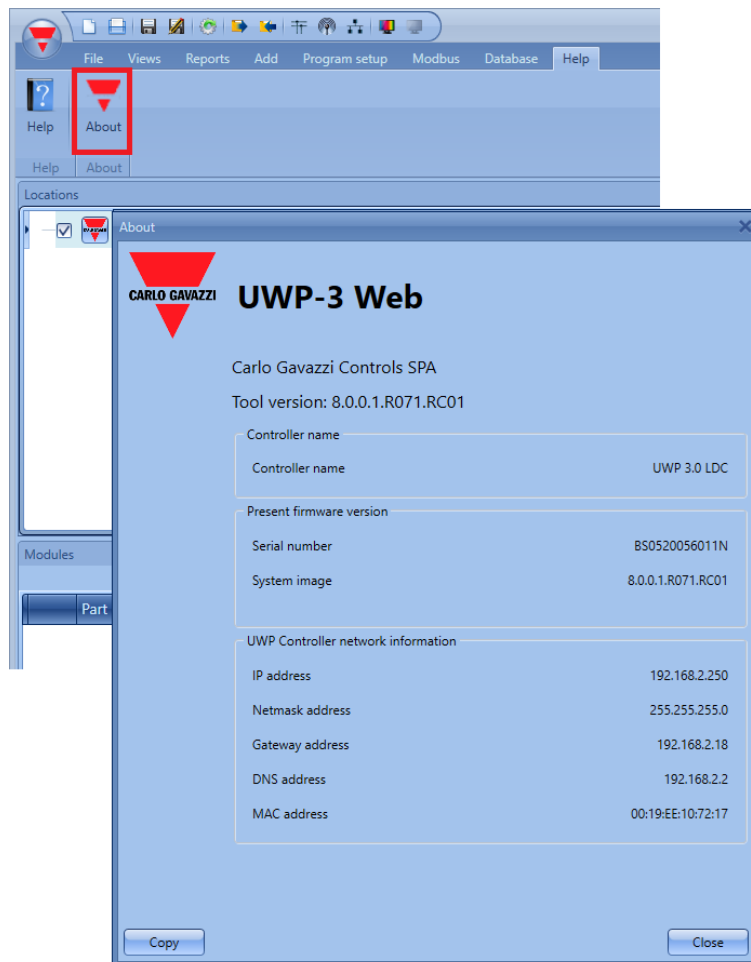 File Views Reports Add Program setup Modbus Database Help
Help About
Help About
Locations
About
CARLO GAVAZZI
UWP-3 Web
Carlo Gavazzi Controls SPA
Tool version: 8.0.0.1.R071.RC01
Controller name
Controller name UWP 3.0 LDC
Present firmware version
Serial number BS0520056011N
System image 8.0.0.1.R071.RC01
UWP Controller network information
IP address 192.168.2.250
Netmask address 255.255.255.0
Gateway address 192.168.2.18
DNS address 192.168.2.2
MAC address 00:19:EE:10:72:17
Copy Close
Modules
Part